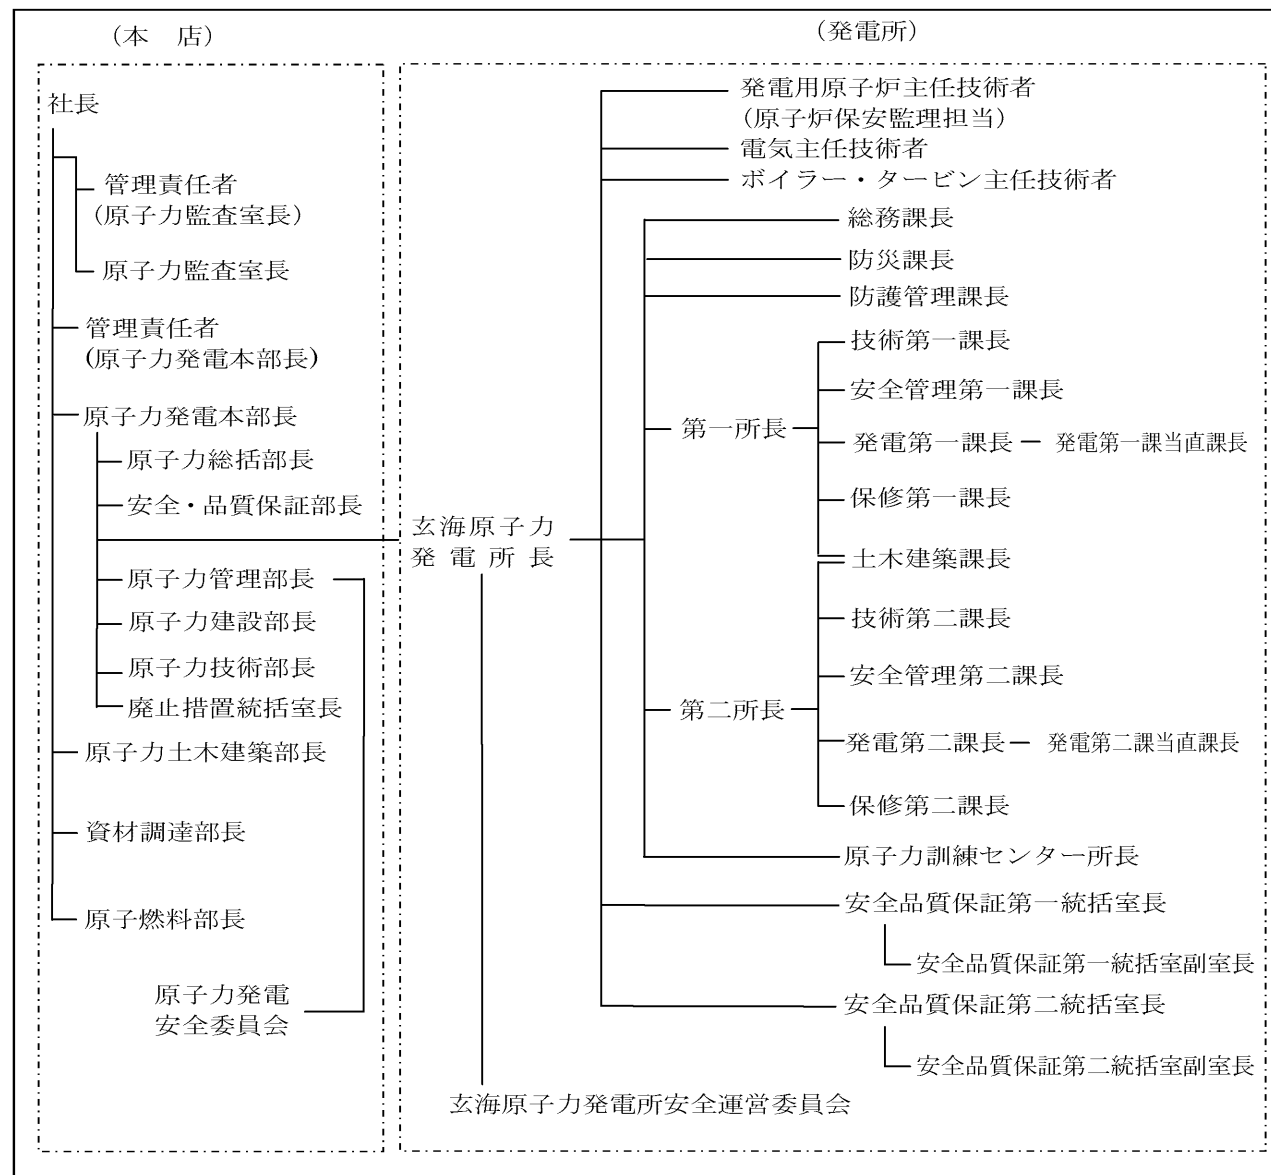 （本　店）
社長
管理責任者
（原子力監査室長）
原子力監査室長
管理責任者
(原子力発電本部長)
原子力発電本部長
原子力総括部長
安全・品質保証部長
原子力管理部長
原子力建設部長
原子力技術部長
廃止措置統括室長
原子力土木建築部長
資材調達部長
原子燃料部長
原子力発電
安全委員会
（発電所）
玄海原子力
発電所長
発電用原子炉主任技術者
（原子炉保安監理担当）
電気主任技術者
ボイラー・タービン主任技術者
総務課長
防災課長
防護管理課長
第一所長
技術第一課長
安全管理第一課長
発電第一課長
発電第一課当直課長
保修第一課長
土木建築課長
第二所長
技術第二課長
安全管理第二課長
発電第二課長
発電第二課当直課長
保修第二課長
原子力訓練センター所長
安全品質保証第一統括室長
安全品質保証第一統括室副室長
安全品質保証第二統括室長
安全品質保証第二統括室副室長
玄海原子力発電所安全運営委員会